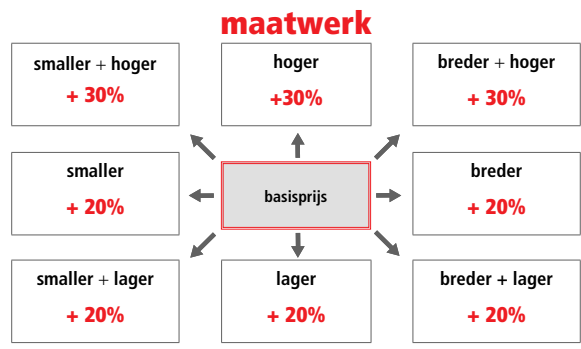 maatwerk
smaller + hoger
+ 30%
hoger
+30%
breder + hoger
+ 30%
smaller
+ 20%
basisprijs
breder
+ 20%
smaller + lager
+ 20%
lager
+ 20%
breder + lager
+ 20%